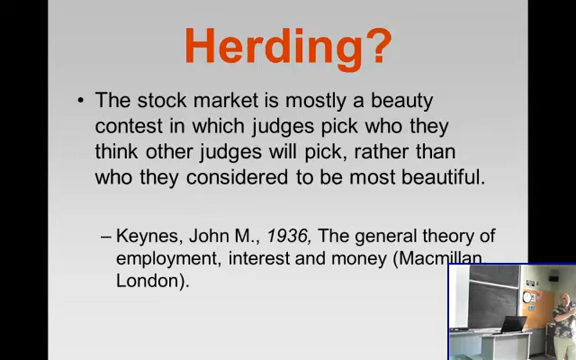 Herding?
• The stock market is mostly a beauty
contest in which judges pick who they
think other judges will pick, rather than
who they considered to be most beautiful.
– Keynes, John M., 1936, The general theory of
employment, interest and money (Macmillan,
London).